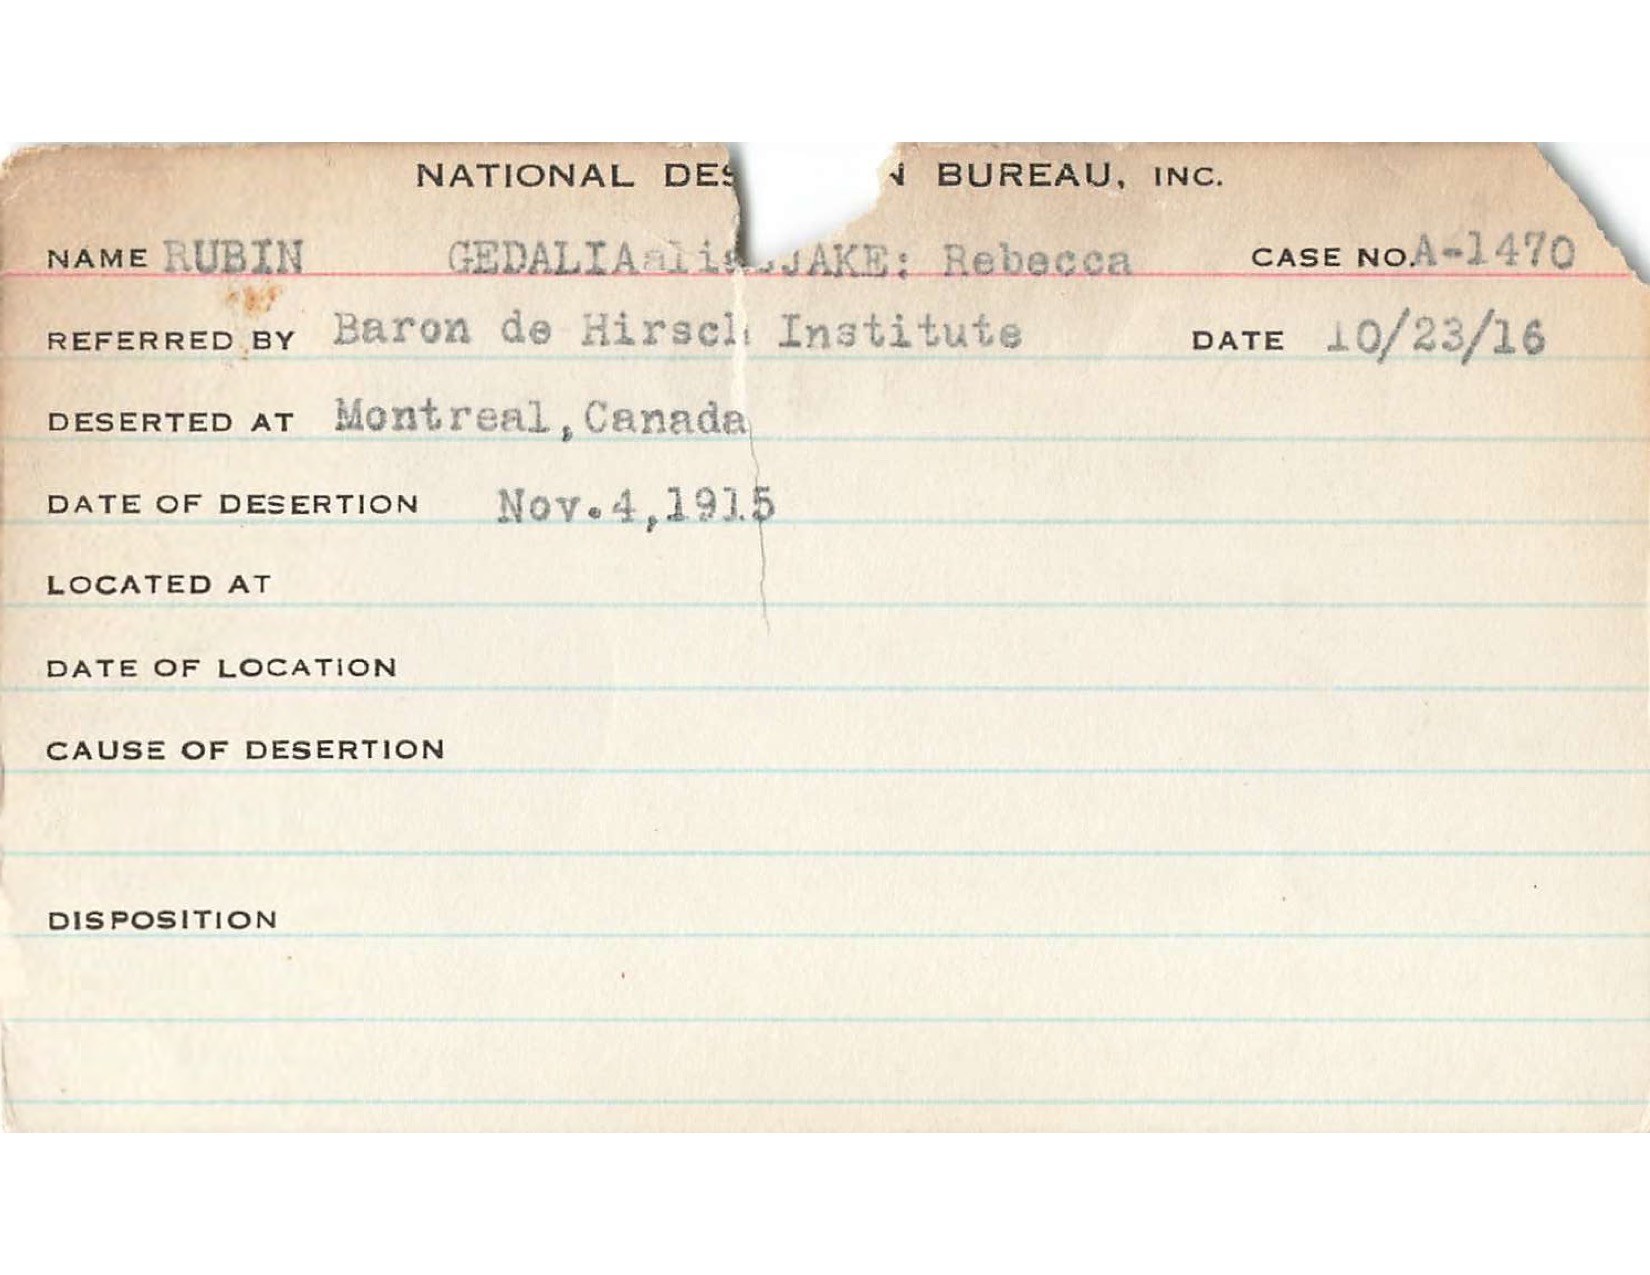 NATIONAL DES N BUREAU, INC.
NAME RUBIN GEDALIA JAKE: Rebecca CASE NO. A-1470
REFERRED BY Baron de Hirsch Institute DATE 10/23/16
DESERTED AT Montreal, Canada
DATE OF DESERTION Nov. 4, 1915
LOCATED AT
DATE OF LOCATION
CAUSE OF DESERTION
DISPOSITION